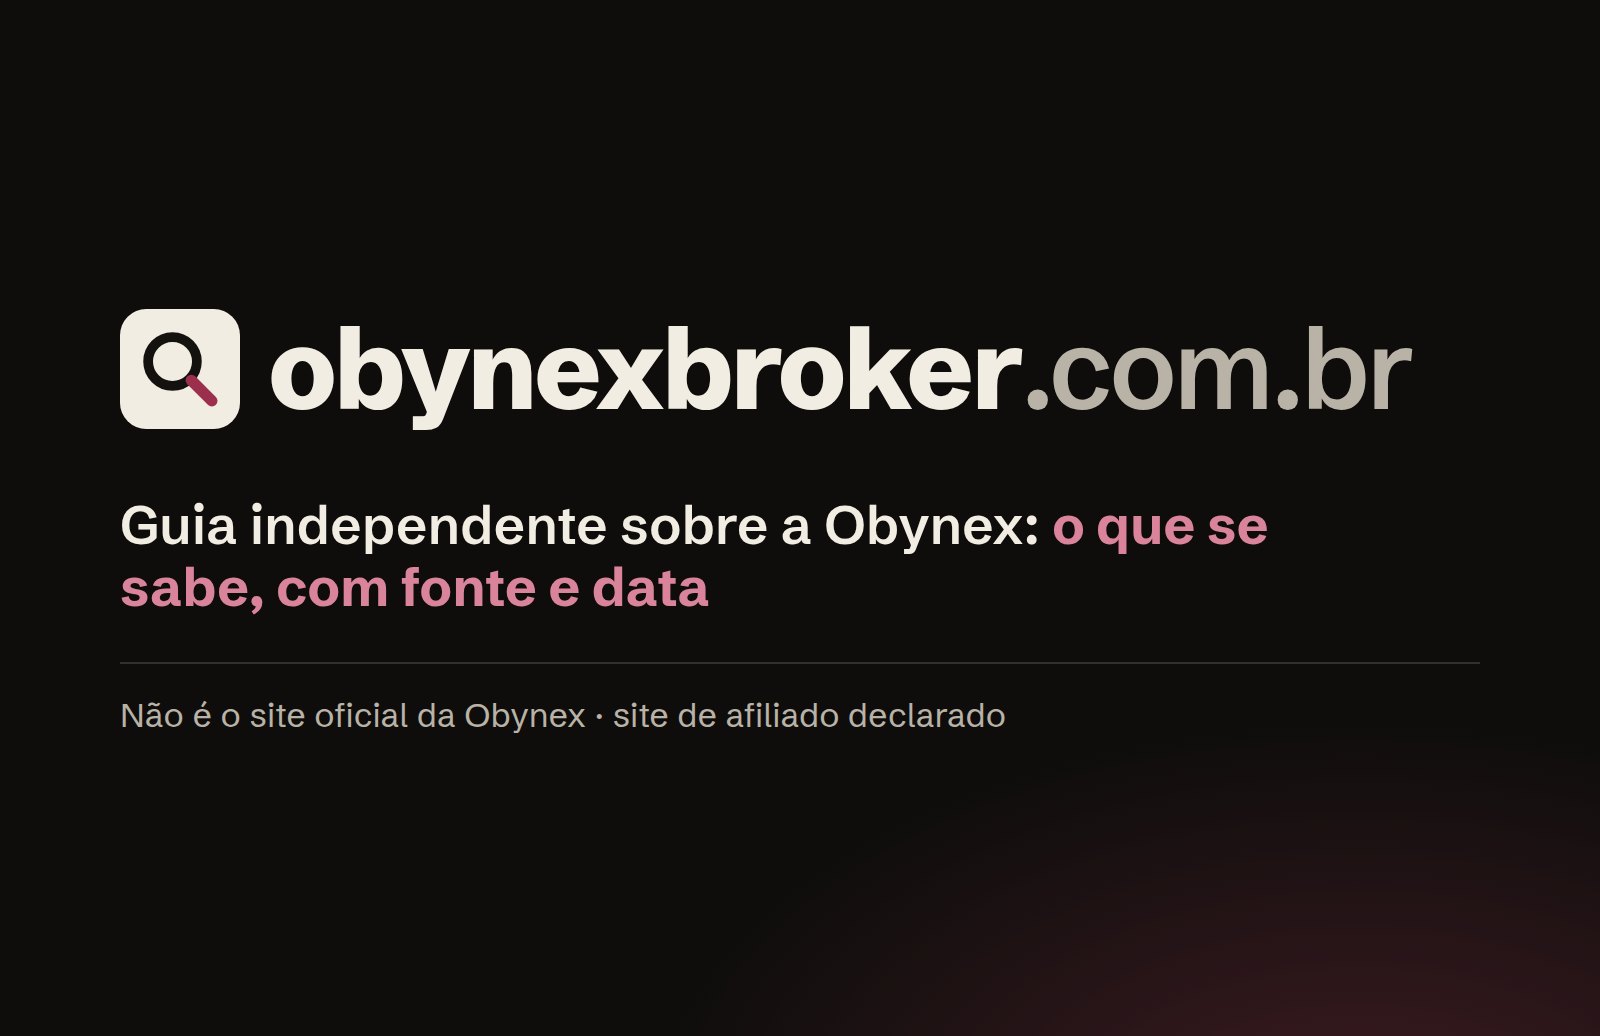 obynexbroker.com.br
Guia independente sobre a Obynex: o que se
sabe, com fonte e data
Não é o site oficial da Obynex · site de afiliado declarado